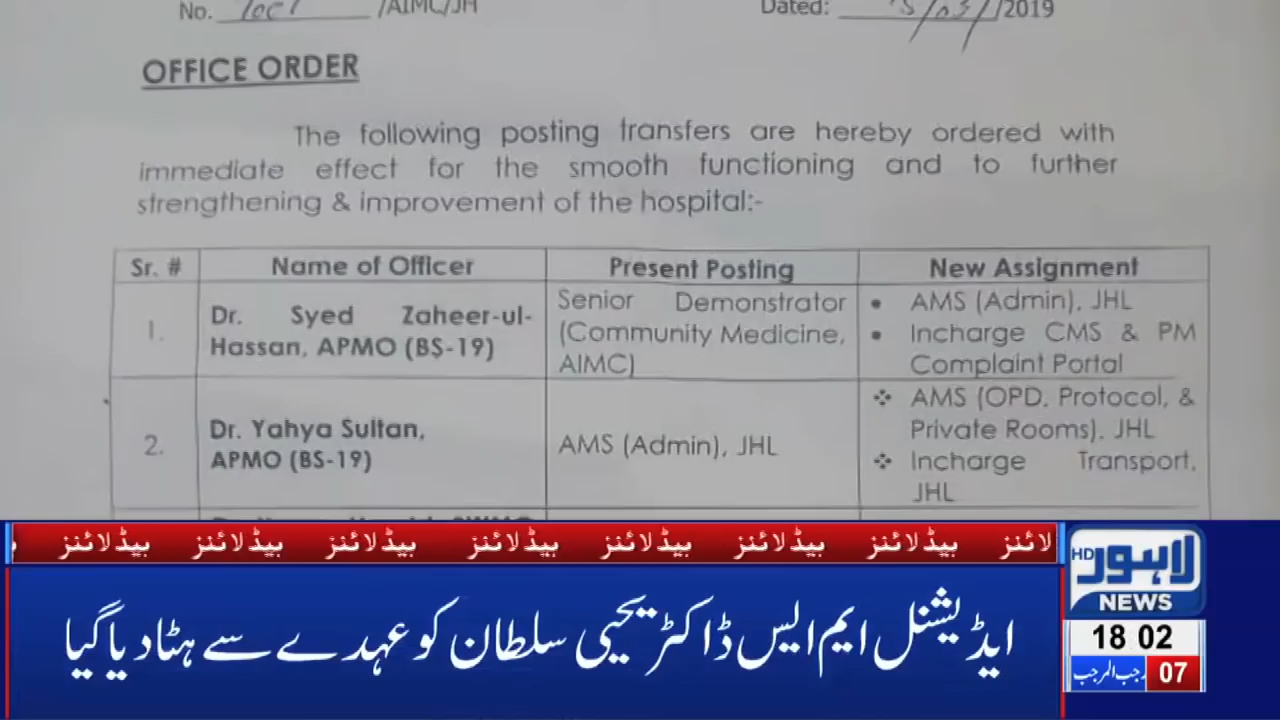 No. /AIMC/JH Dated: /03/2019
OFFICE ORDER
The following posting transfers are hereby ordered with
immediate effect for the smooth functioning and to further
strengthening & improvement of the hospital:-
Sr. # Name of Officer Present Posting New Assignment
1. Dr. Syed Zaheer-ul-Hassan, APMO (BS-19) Senior Demonstrator (Community Medicine, AIMC) • AMS (Admin), JHL • Incharge CMS & PM Complaint Portal
2. Dr. Yahya Sultan, APMO (BS-19) AMS (Admin), JHL ❖ AMS (OPD, Protocol, & Private Rooms), JHL ❖ Incharge Transport, JHL
ہیڈلائنز ہیڈلائنز ہیڈلائنز ہیڈلائنز ہیڈلائنز ہیڈلائنز ہیڈلائنز لائنز
ایڈیشنل ایم ایس ڈاکٹر یحیی سلطان کو عہدے سے ہٹا دیا گیا
لاہور HD
NEWS
18 02
07 رجب المرجب